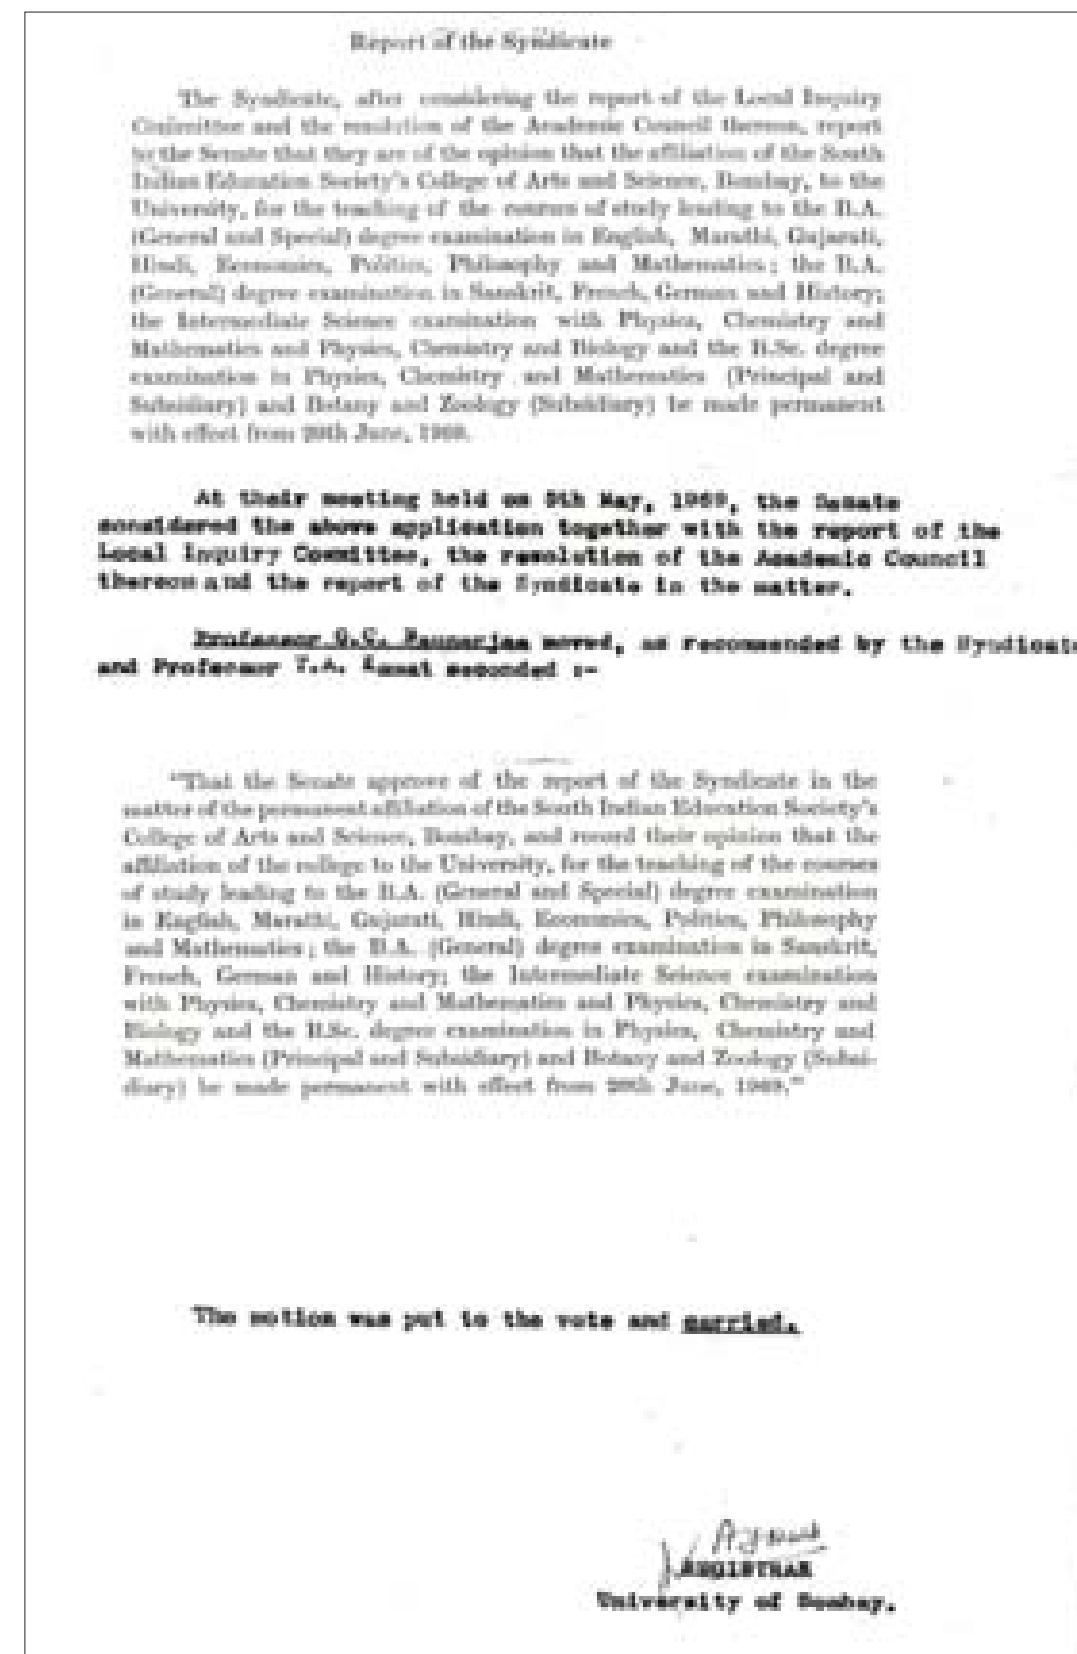 Report of the Syndicate
The Syndicate, after considering the report of the Local Inquiry
Committee and the resolution of the Academic Council thereon, report
to the Senate that they are of the opinion that the affiliation of the South
Indian Education Society's College of Arts and Science, Bombay, to the
University, for the teaching of the courses of study leading to the B.A.
(General and Special) degree examination in English, Marathi, Gujarati,
Hindi, Economics, Politics, Philosophy and Mathematics; the B.A.
(General) degree examination in Sanskrit, French, German and History;
the Intermediate Science examination with Physics, Chemistry and
Mathematics and Physics, Chemistry and Biology and the B.Sc. degree
examination in Physics, Chemistry and Mathematics (Principal and
Subsidiary) and Botany and Zoology (Subsidiary) be made permanent
with effect from 20th June, 1969.
At their meeting held on May, 1969, the Senate
considered the above application together with the report of the
Local Inquiry Committee, the resolution of the Academic Council
thereon and the report of the Syndicate in the matter.
Professor G.C. moved, as recommended by the Syndicate
and Professor T.A. Kamat seconded :-
"That the Senate approve of the report of the Syndicate in the
matter of the permanent affiliation of the South Indian Education Society's
College of Arts and Science, Bombay, and record their opinion that the
affiliation of the college to the University, for the teaching of the courses
of study leading to the B.A. (General and Special) degree examination
in English, Marathi, Gujarati, Hindi, Economics, Politics, Philosophy
and Mathematics; the B.A. (General) degree examination in Sanskrit,
French, German and History; the Intermediate Science examination
with Physics, Chemistry and Mathematics and Physics, Chemistry and
Biology and the B.Sc. degree examination in Physics, Chemistry and
Mathematics (Principal and Subsidiary) and Botany and Zoology (Subsi-
diary) be made permanent with effect from 20th June, 1969."
The motion was put to the vote and carried.
REGISTRAR
University of Bombay.